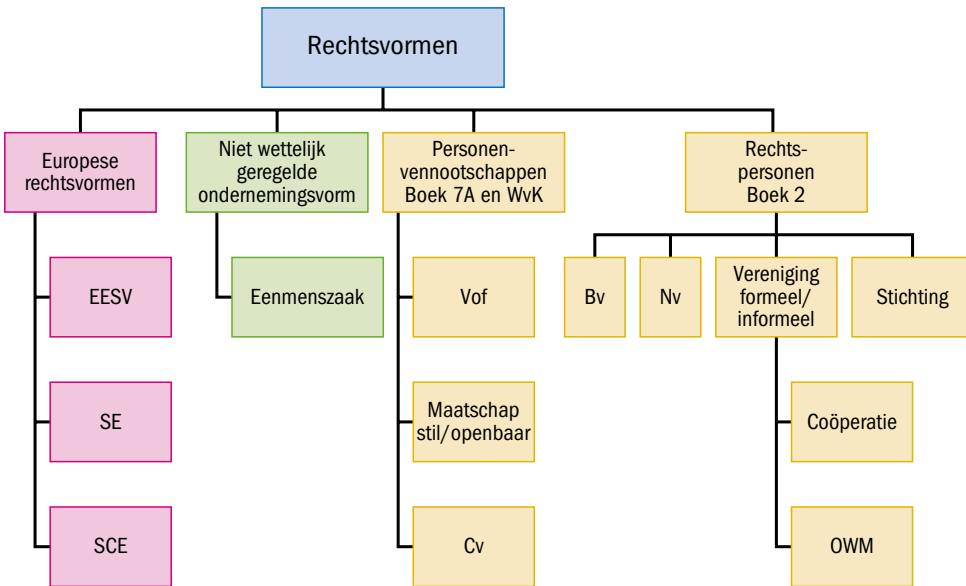 Rechtsvormen
Europese
rechtsvormen
Niet wettelijk
geregelde
ondernemingsvorm
Personen-
vennootschappen
Boek 7A en WvK
Rechts-
personen
Boek 2
EESV
Eenmenszaak
Vof
Bv
Nv
Vereniging
formeel/
informeel
Stichting
SE
Maatschap
stil/openbaar
Coöperatie
SCE
Cv
OWM